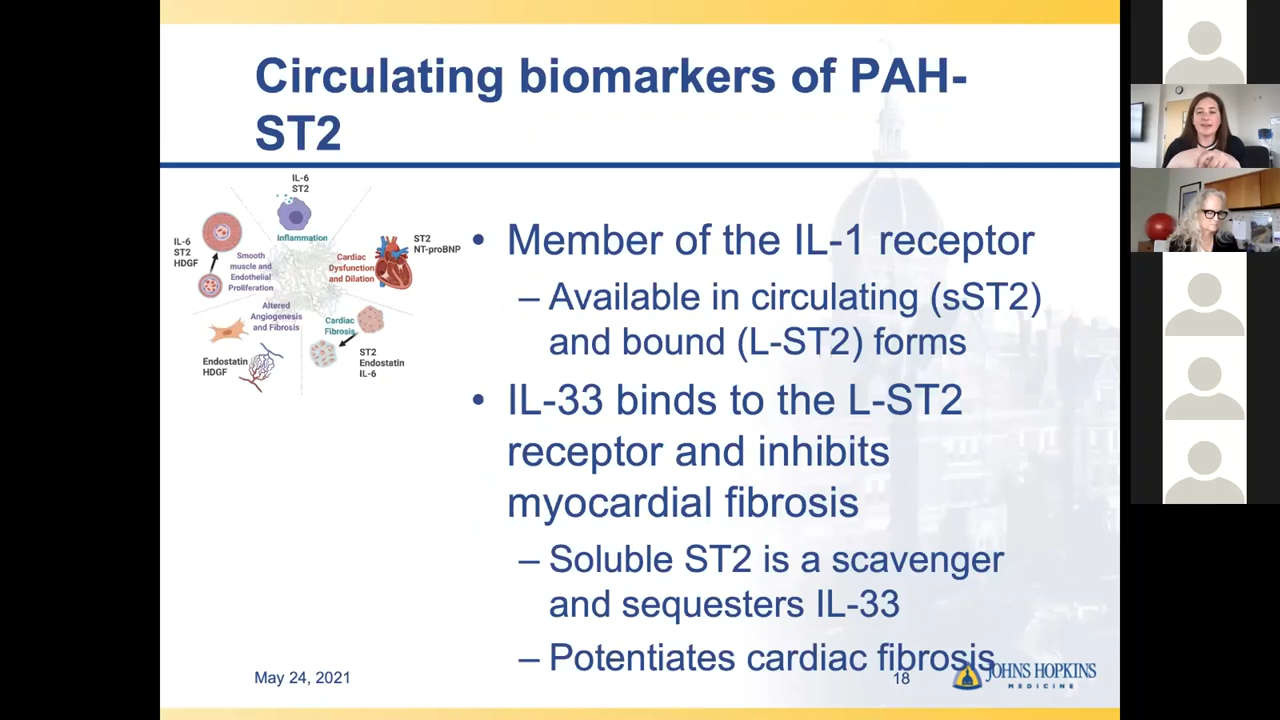 Circulating biomarkers of PAH-
ST2
IL-6
ST2
Inflammation
IL-6
ST2
HDGF
Smooth
muscle and
Endothelial
Proliferation
Cardiac
Dysfunction
and Dilation
ST2
NT-proBNP
Altered
Angiogenesis
and Fibrosis
Cardiac
Fibrosis
Endostatin
HDGF
ST2
Endostatin
IL-6
• Member of the IL-1 receptor
– Available in circulating (sST2)
and bound (L-ST2) forms
• IL-33 binds to the L-ST2
receptor and inhibits
myocardial fibrosis
– Soluble ST2 is a scavenger
and sequesters IL-33
– Potentiates cardiac fibrosis
May 24, 2021
18
JOHNS HOPKINS
MEDICINE